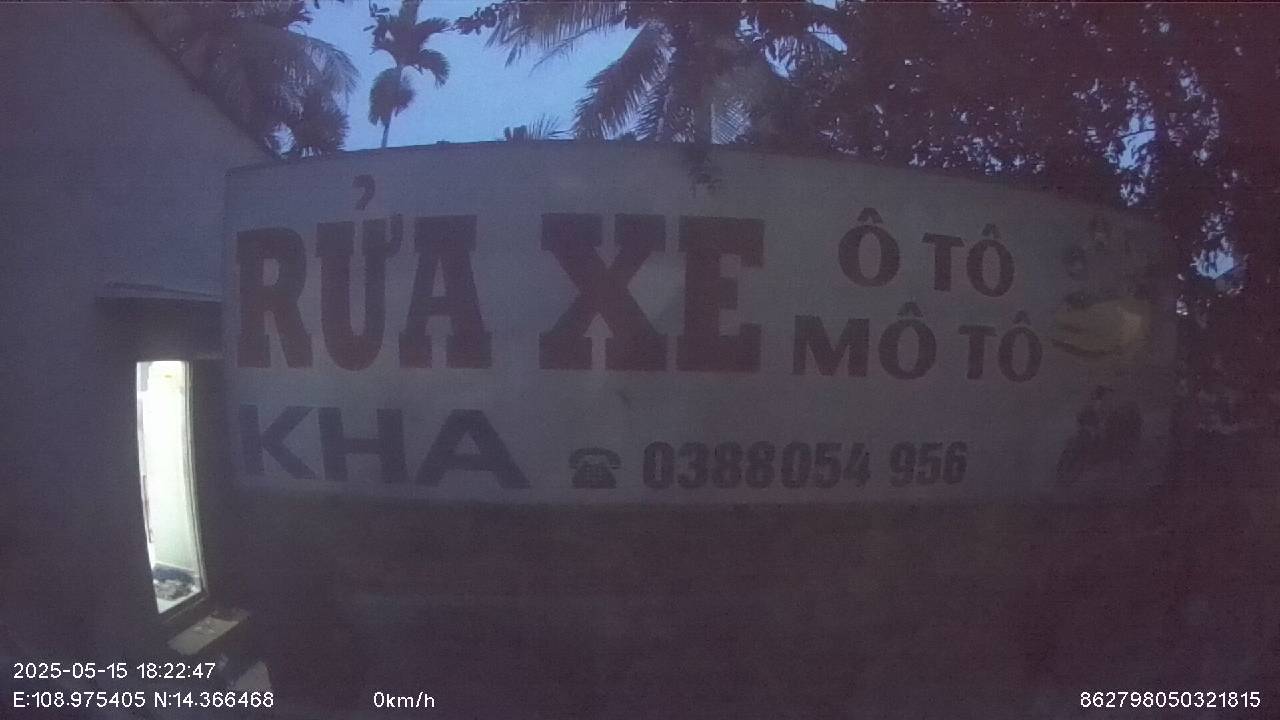 RỬA XE
Ô TÔ
MÔ TÔ
KHA
0388054 956
2025-05-15 18:22:47
E:108.975405 N:14.366468
0km/h
862798050321815